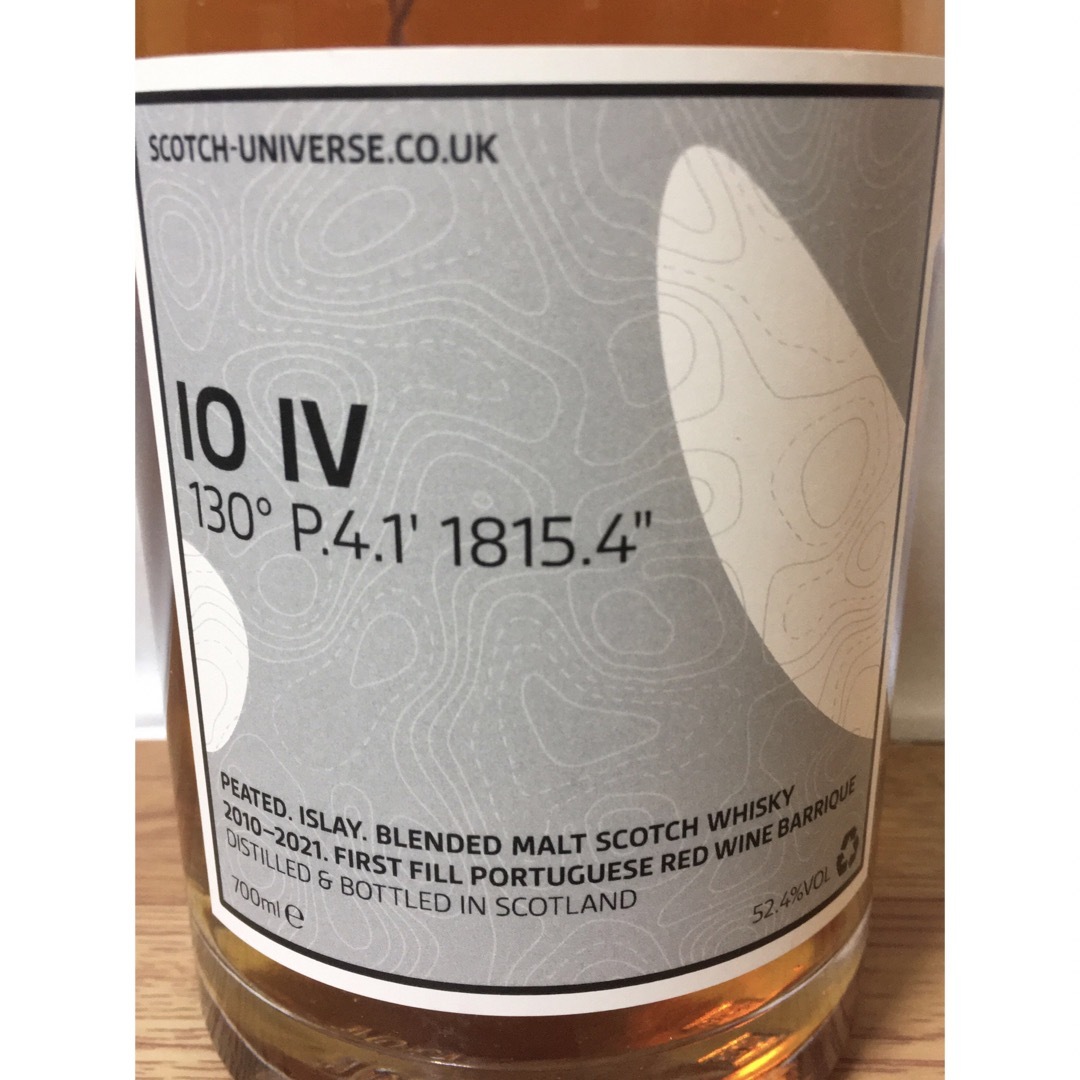 SCOTCH-UNIVERSE.CO.UK
IO IV
130° P.4.1' 1815.4"
PEATED. ISLAY. BLENDED MALT SCOTCH WHISKY
2010–2021. FIRST FILL PORTUGUESE RED WINE BARRIQUE
DISTILLED & BOTTLED IN SCOTLAND
700ml ℮
52.4%VOL